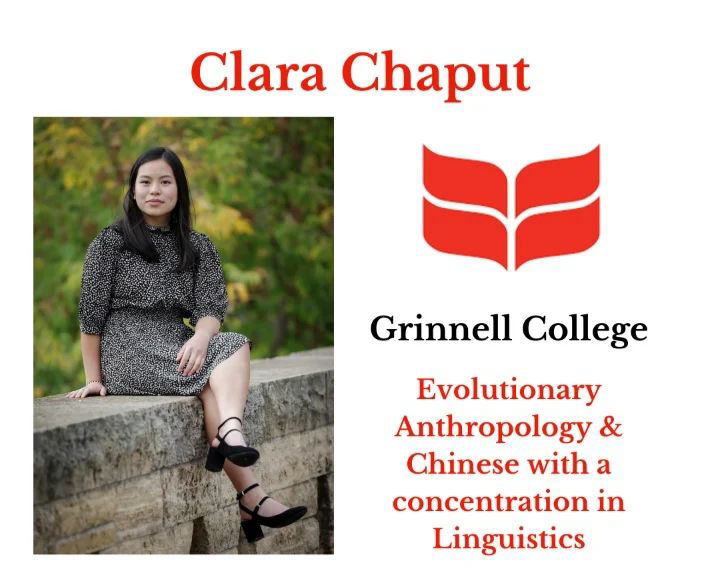 Clara Chaput
Grinnell College
Evolutionary
Anthropology &
Chinese with a
concentration in
Linguistics